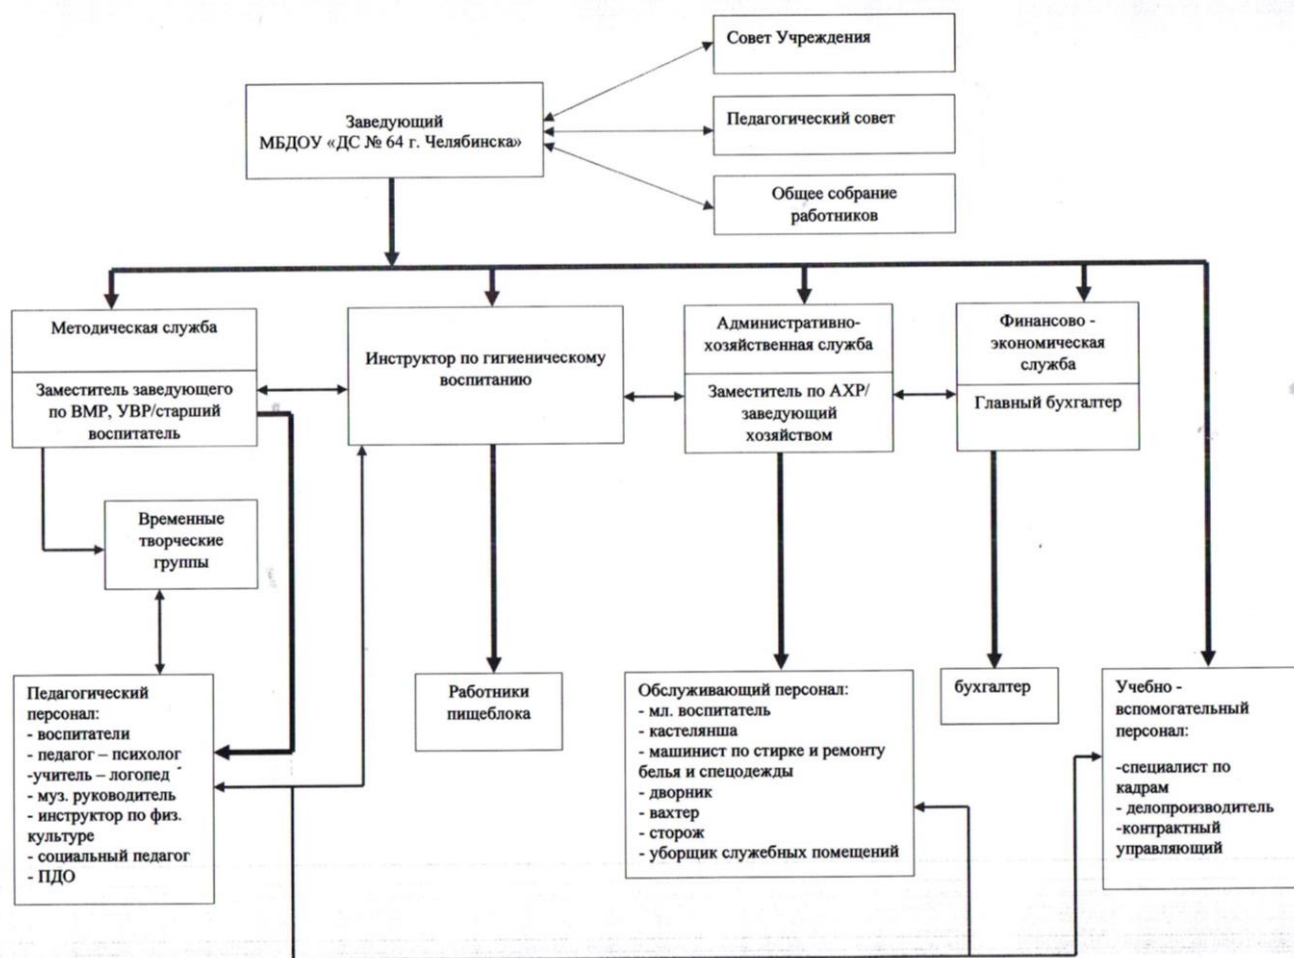 Совет Учреждения
Заведующий
МБДОУ «ДС № 64 г. Челябинска»
Педагогический совет
Общее собрание
работников
Методическая служба
Заместитель заведующего
по ВМР, УВР/старший
воспитатель
Инструктор по гигиеническому
воспитанию
Административно-
хозяйственная служба
Заместитель по АХР/
заведующий
хозяйством
Финансово -
экономическая
служба
Главный бухгалтер
Временные
творческие
группы
Педагогический
персонал:
- воспитатели
- педагог – психолог
-учитель – логопед
- муз. руководитель
- инструктор по физ.
культуре
- социальный педагог
- ПДО
Работники
пищеблока
Обслуживающий персонал:
- мл. воспитатель
- кастелянша
- машинист по стирке и ремонту
белья и спецодежды
- дворник
- вахтер
- сторож
- уборщик служебных помещений
бухгалтер
Учебно -
вспомогательный
персонал:
-специалист по
кадрам
- делопроизводитель
-контрактный
управляющий